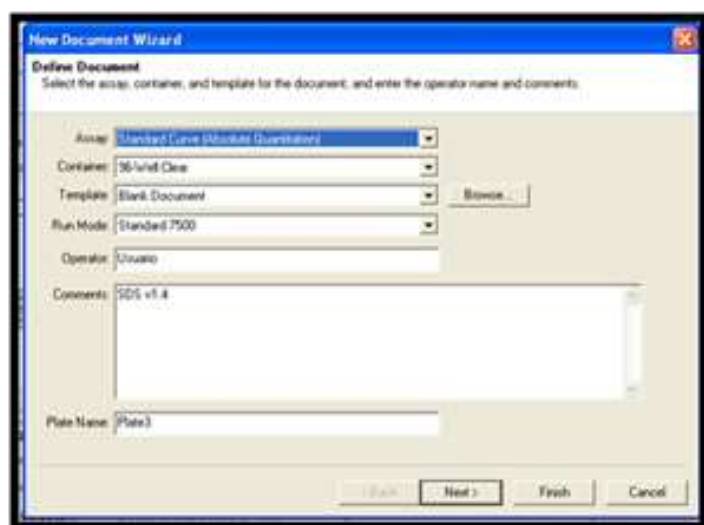 New Document Wizard
Define Document
Select the assay, container, and template for the document, and enter the operator name and comments.
Assay: Standard Curve (Absolute Quantitation)
Container: 96-Well Clear
Template: Blank Document Browse...
Run Mode: Standard 7500
Operator: Usuario
Comments: SDS v1.4
Plate Name: Plate3
< Back Next > Finish Cancel